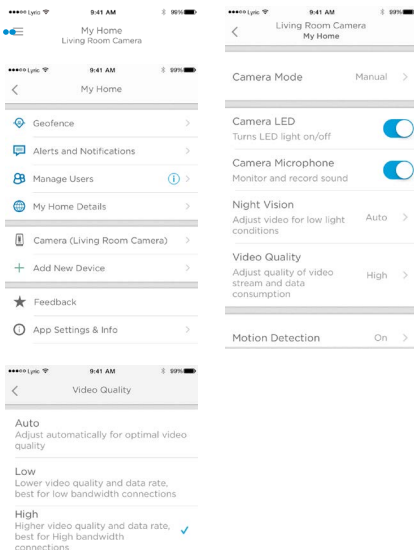 Lyric 9:41 AM 99%
My Home
Living Room Camera
Lyric 9:41 AM 99%
My Home
Geofence
Alerts and Notifications
Manage Users
My Home Details
Camera (Living Room Camera)
Add New Device
Feedback
App Settings & Info
Lyric 9:41 AM 99%
Video Quality
Auto
Adjust automatically for optimal video
quality
Low
Lower video quality and data rate,
best for low bandwidth connections
High
Higher video quality and data rate,
best for High bandwidth
connections
Lyric 9:41 AM 99%
Living Room Camera
My Home
Camera Mode Manual
Camera LED
Turns LED light on/off
Camera Microphone
Monitor and record sound
Night Vision
Adjust video for low light
conditions
Auto
Video Quality
Adjust quality of video
stream and data
consumption
High
Motion Detection On